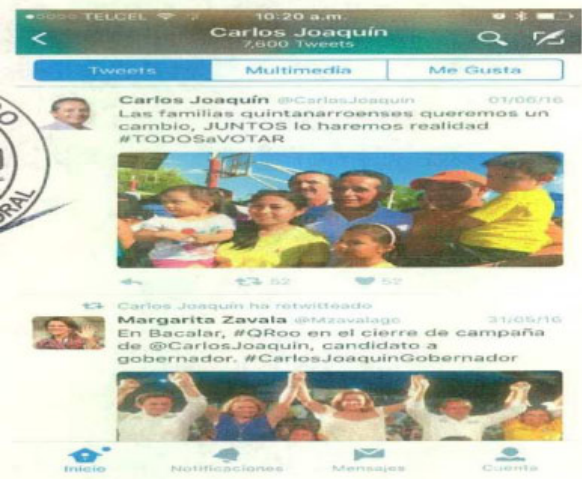 TELCEL 10:20 a.m.
Carlos Joaquín
7,600 Tweets
Tweets Multimedia Me Gusta
Carlos Joaquín @CarlosJoaquin 01/06/16
Las familias quintanarroenses queremos un
cambio, JUNTOS lo haremos realidad
#TODOSaVOTAR
52 52
Carlos Joaquín ha retwitteado
Margarita Zavala @Mzavalagc 31/05/16
En Bacalar, #QRoo en el cierre de campaña
de @CarlosJoaquin, candidato a
gobernador. #CarlosJoaquinGobernador
Inicio Notificaciones Mensajes Cuenta